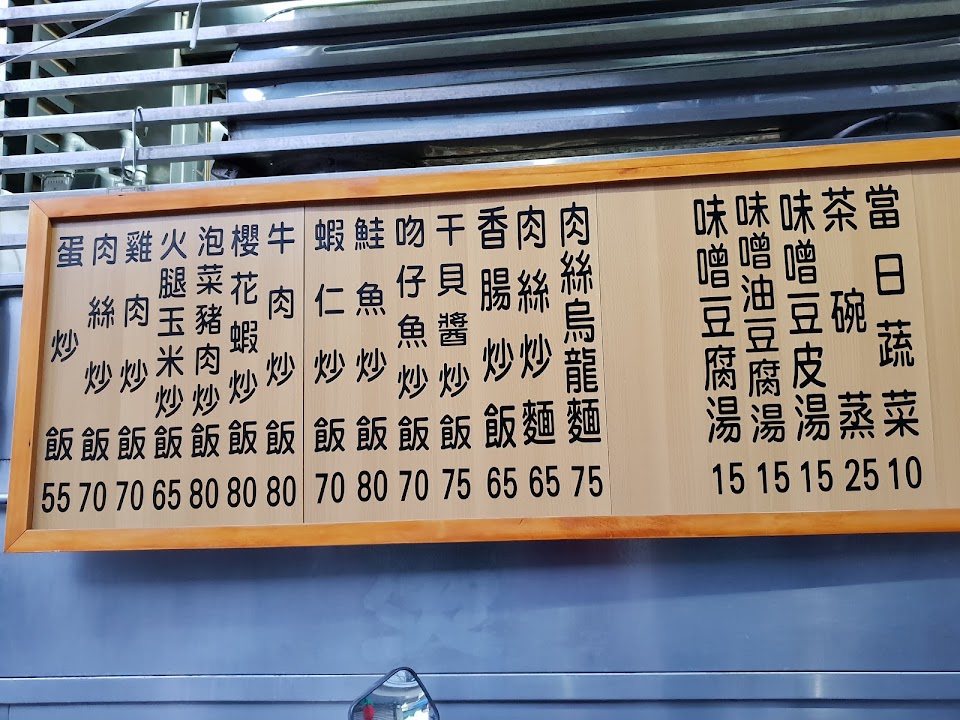 蛋炒飯 55
肉絲炒飯 70
雞肉炒飯 70
火腿玉米炒飯 65
泡菜豬肉炒飯 80
櫻花蝦炒飯 80
牛肉炒飯 80
蝦仁炒飯 70
鮭魚炒飯 80
吻仔魚炒飯 70
干貝醬炒飯 75
香腸炒飯 65
肉絲炒麵 65
肉絲烏龍麵 75
味噌豆腐湯 15
味噌油豆腐湯 15
味噌豆皮湯 15
茶碗蒸 25
當日蔬菜 10